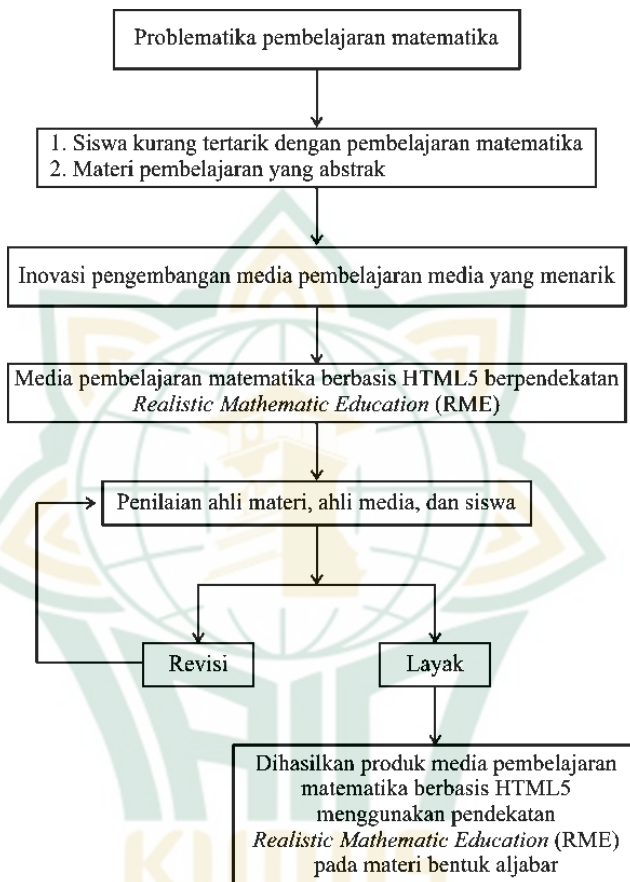 Problematika pembelajaran matematika
1. Siswa kurang tertarik dengan pembelajaran matematika
2. Materi pembelajaran yang abstrak
Inovasi pengembangan media pembelajaran media yang menarik
Media pembelajaran matematika berbasis HTML5 berpendekatan
Realistic Mathematic Education (RME)
Penilaian ahli materi, ahli media, dan siswa
Revisi
Layak
Dihasilkan produk media pembelajaran
matematika berbasis HTML5
menggunakan pendekatan
Realistic Mathematic Education (RME)
pada materi bentuk aljabar